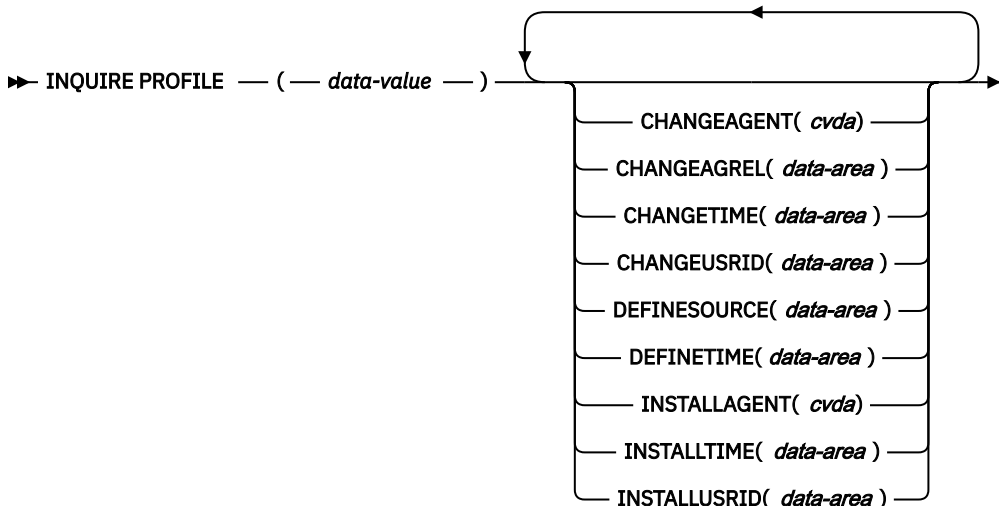 INQUIRE PROFILE ( data-value )
CHANGEAGENT( cvda)
CHANGEAGREL( data-area )
CHANGETIME( data-area )
CHANGEUSRID( data-area )
DEFINESOURCE( data-area )
DEFINETIME( data-area )
INSTALLAGENT( cvda)
INSTALLTIME( data-area )
INSTALLUSRID( data-area )